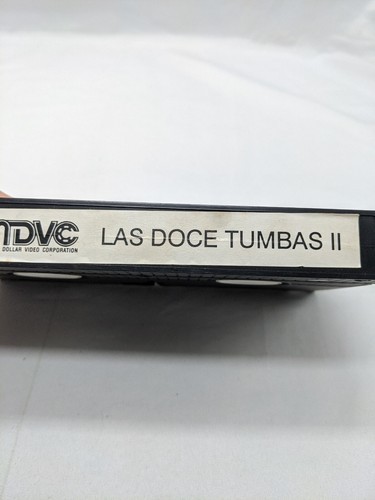 MDVC
DOLLAR VIDEO CORPORATION
LAS DOCE TUMBAS II